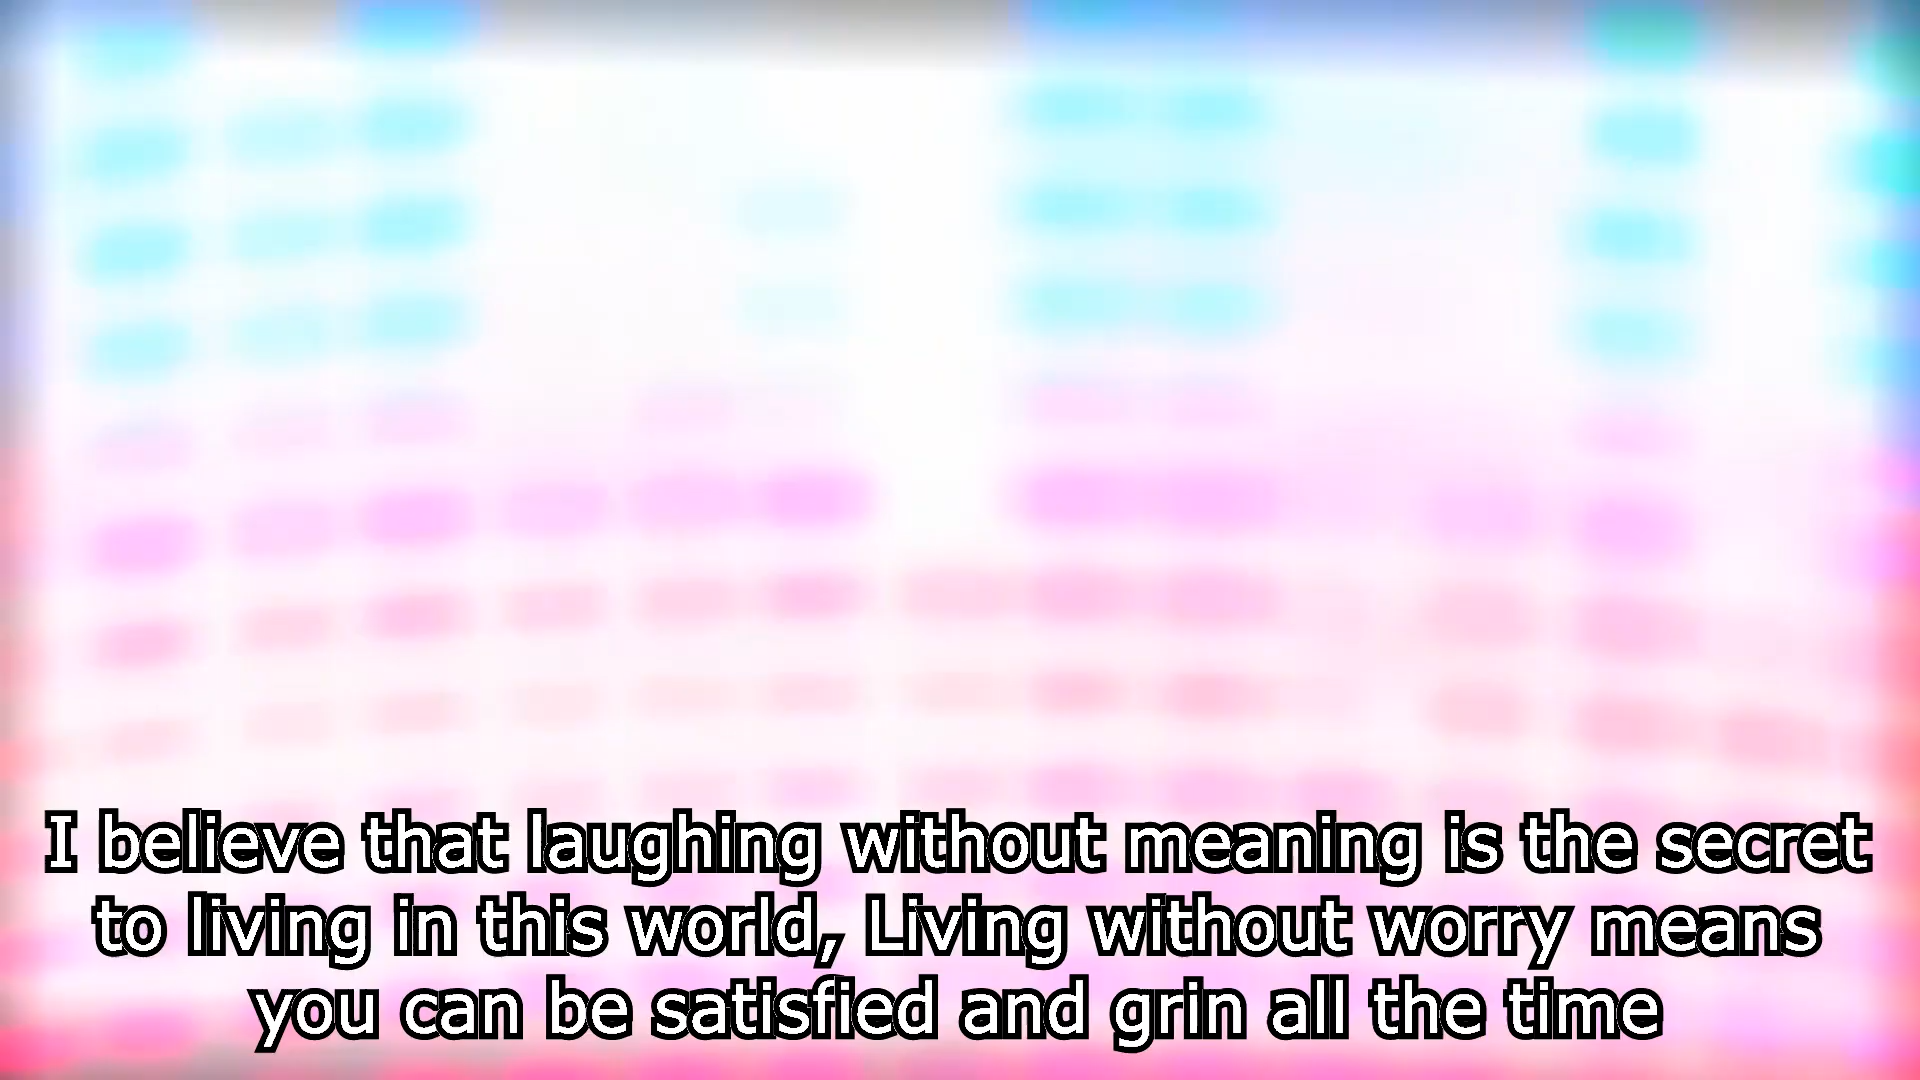 I believe that laughing without meaning is the secret
to living in this world, Living without worry means
you can be satisfied and grin all the time